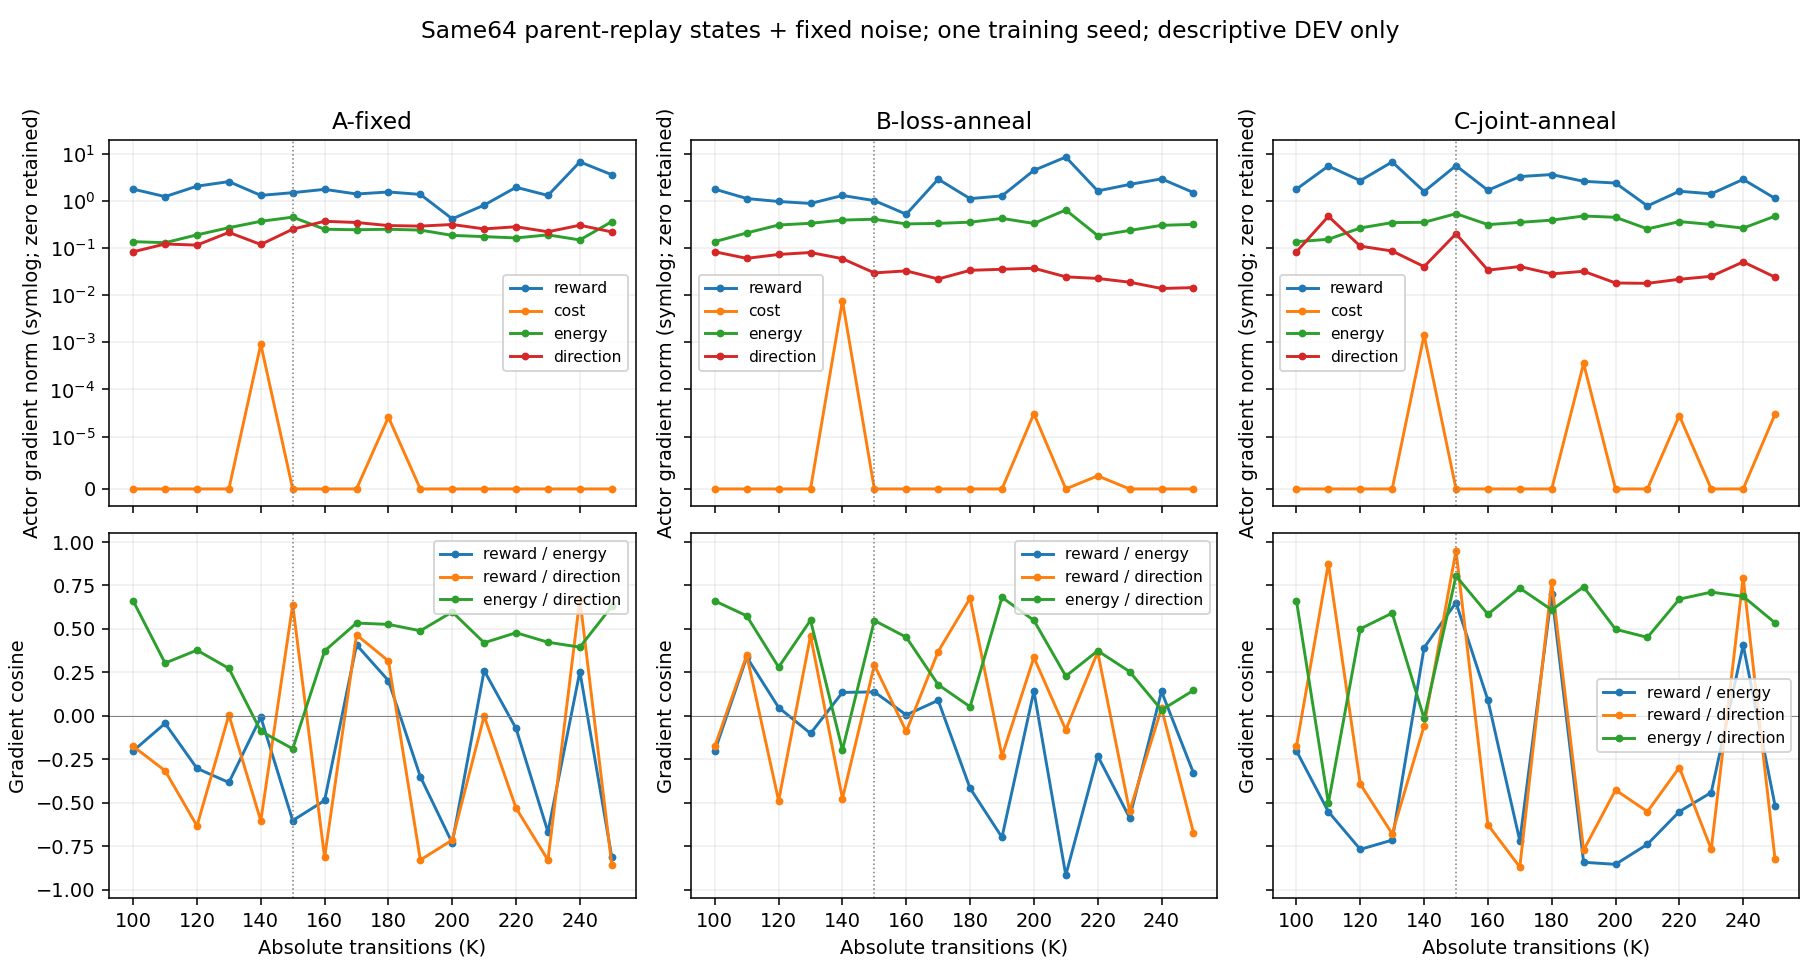 Same64 parent-replay states + fixed noise; one training seed; descriptive DEV only
A-fixed
B-loss-anneal
C-joint-anneal
Actor gradient norm (symlog; zero retained)
10¹
10⁰
10⁻¹
10⁻²
10⁻³
10⁻⁴
10⁻⁵
0
reward
cost
energy
direction
Actor gradient norm (symlog; zero retained)
reward
cost
energy
direction
Actor gradient norm (symlog; zero retained)
reward
cost
energy
direction
Gradient cosine
1.00
0.75
0.50
0.25
0.00
−0.25
−0.50
−0.75
−1.00
reward / energy
reward / direction
energy / direction
100 120 140 160 180 200 220 240
Absolute transitions (K)
Gradient cosine
reward / energy
reward / direction
energy / direction
100 120 140 160 180 200 220 240
Absolute transitions (K)
Gradient cosine
reward / energy
reward / direction
energy / direction
100 120 140 160 180 200 220 240
Absolute transitions (K)